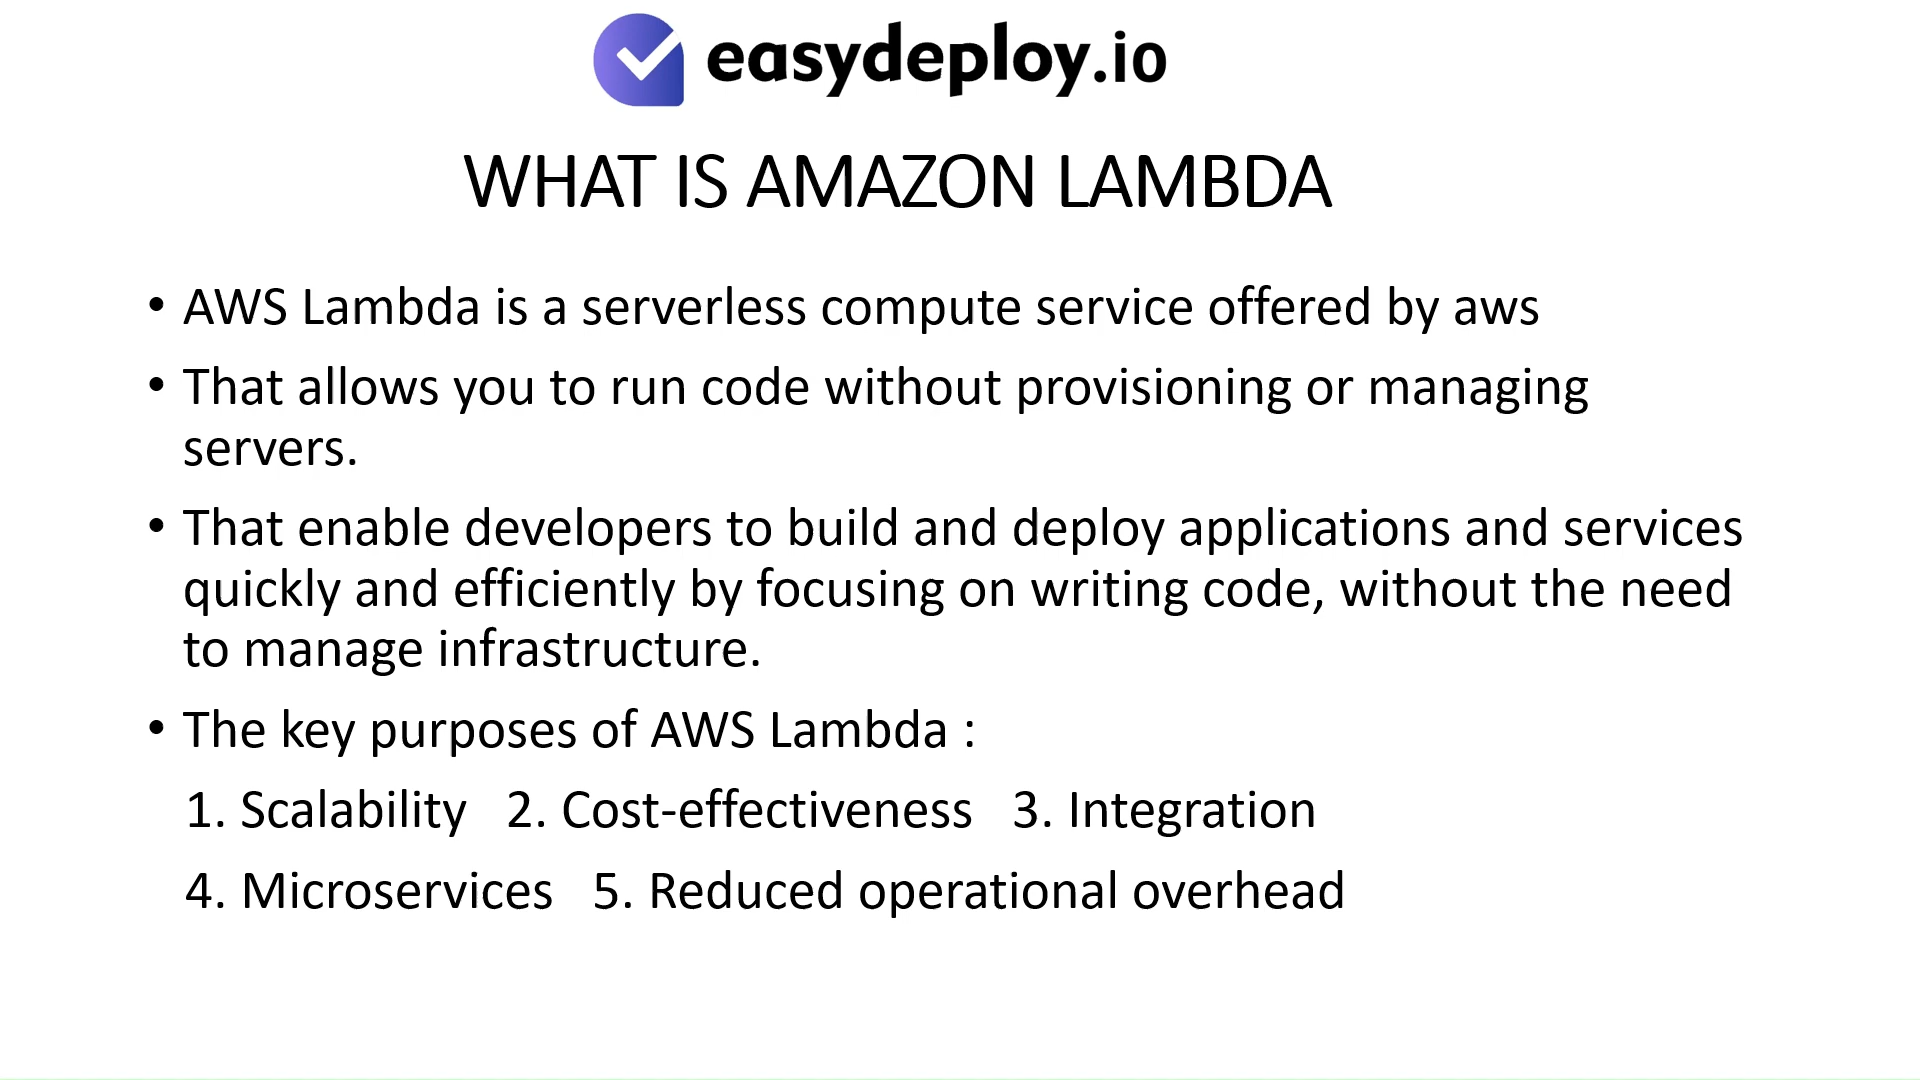 easydeploy.io
WHAT IS AMAZON LAMBDA
• AWS Lambda is a serverless compute service offered by aws
• That allows you to run code without provisioning or managing
servers.
• That enable developers to build and deploy applications and services
quickly and efficiently by focusing on writing code, without the need
to manage infrastructure.
• The key purposes of AWS Lambda :
1. Scalability 2. Cost-effectiveness 3. Integration
4. Microservices 5. Reduced operational overhead